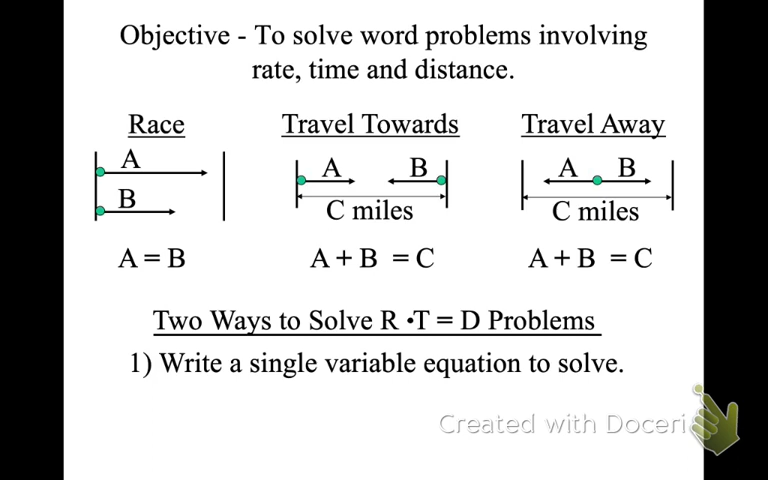 Objective - To solve word problems involving
rate, time and distance.
Race
A
B
A = B
Travel Towards
A B
C miles
A + B = C
Travel Away
A B
C miles
A + B = C
Two Ways to Solve R •T = D Problems
1) Write a single variable equation to solve.
Created with Doceri